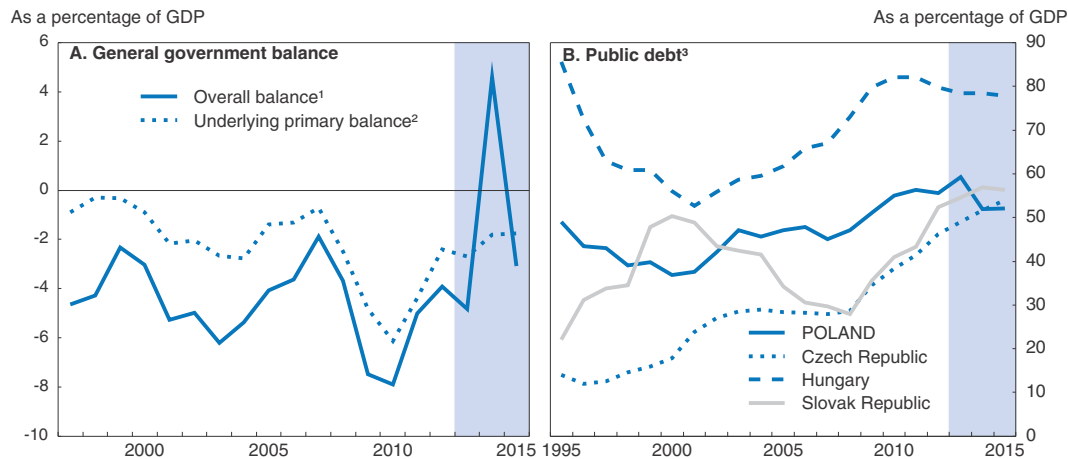 As a percentage of GDP
As a percentage of GDP
A. General government balance
Overall balance¹
Underlying primary balance²
6
4
2
0
-2
-4
-6
-8
-10
2000
2005
2010
2015
B. Public debt³
POLAND
Czech Republic
Hungary
Slovak Republic
90
80
70
60
50
40
30
20
10
0
1995
2000
2005
2010
2015